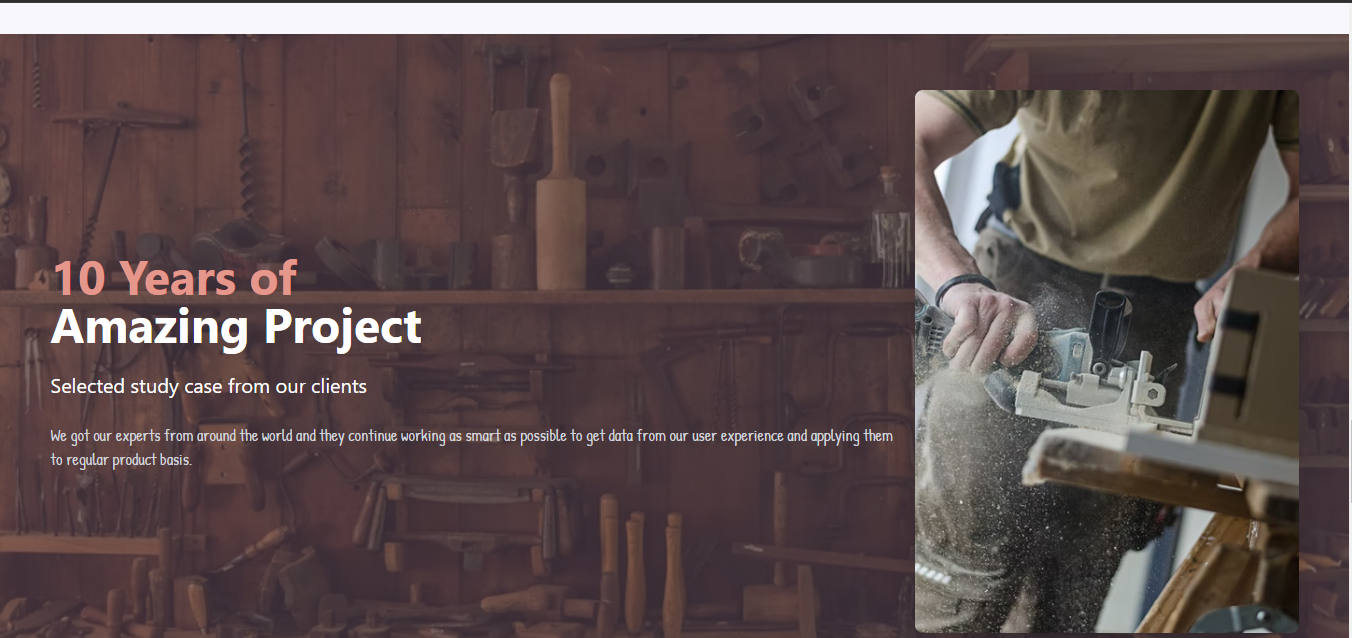 10 Years of
Amazing Project
Selected study case from our clients
We got our experts from around the world and they continue working as smart as possible to get data from our user experience and applying them
to regular product basis.